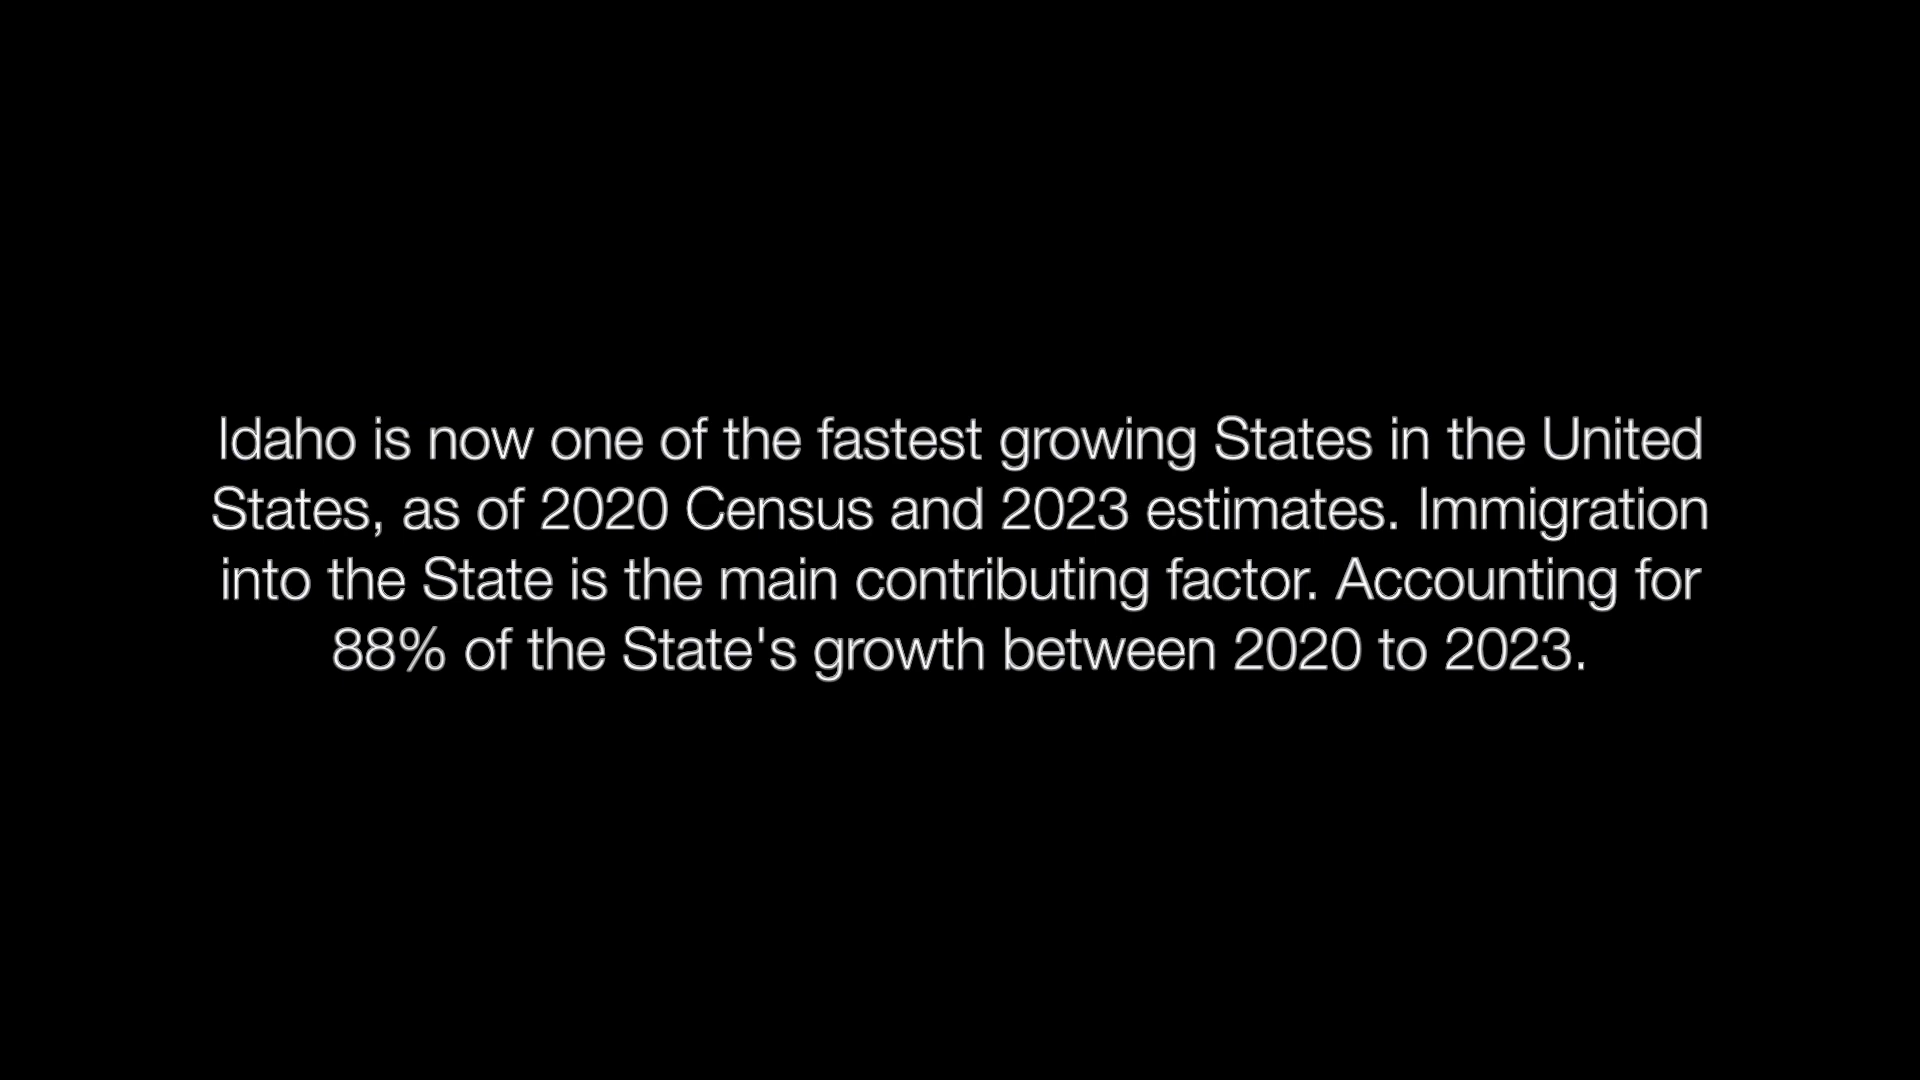 Idaho is now one of the fastest growing States in the United
States, as of 2020 Census and 2023 estimates. Immigration
into the State is the main contributing factor. Accounting for
88% of the State's growth between 2020 to 2023.